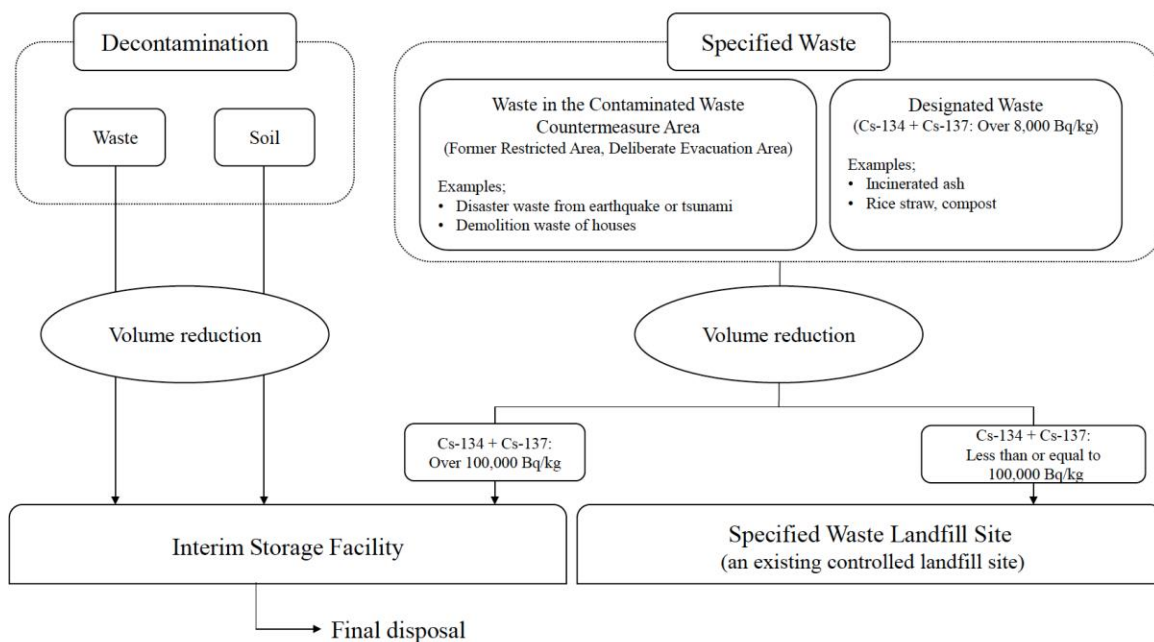 Decontamination
Waste
Soil
Volume reduction
Specified Waste
Waste in the Contaminated Waste
Countermeasure Area
(Former Restricted Area, Deliberate Evacuation Area)
Examples;
• Disaster waste from earthquake or tsunami
• Demolition waste of houses
Designated Waste
(Cs-134 + Cs-137: Over 8,000 Bq/kg)
Examples;
• Incinerated ash
• Rice straw, compost
Volume reduction
Cs-134 + Cs-137:
Over 100,000 Bq/kg
Cs-134 + Cs-137:
Less than or equal to
100,000 Bq/kg
Interim Storage Facility
Specified Waste Landfill Site
(an existing controlled landfill site)
Final disposal